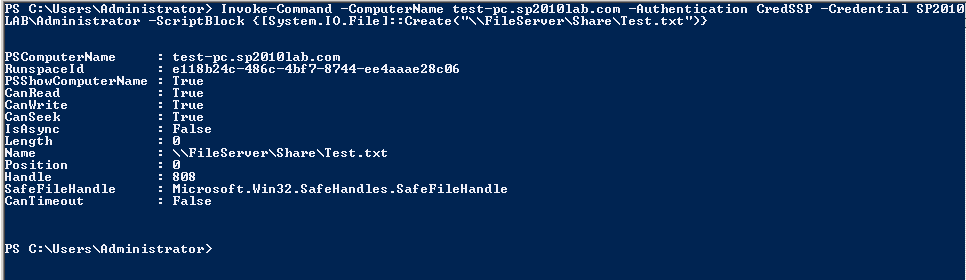 PS C:\Users\Administrator> Invoke-Command -ComputerName test-pc.sp2010lab.com -Authentication CredSSP -Credential SP2010
LAB\Administrator -ScriptBlock {[System.IO.File]::Create("\\FileServer\Share\Test.txt")}
PSComputerName : test-pc.sp2010lab.com
RunspaceId : e118b24c-486c-4bf7-8744-ee4aaae28c06
PSShowComputerName : True
CanRead : True
CanWrite : True
CanSeek : True
IsAsync : False
Length : 0
Name : \\FileServer\Share\Test.txt
Position : 0
Handle : 808
SafeFileHandle : Microsoft.Win32.SafeHandles.SafeFileHandle
CanTimeout : False
PS C:\Users\Administrator>